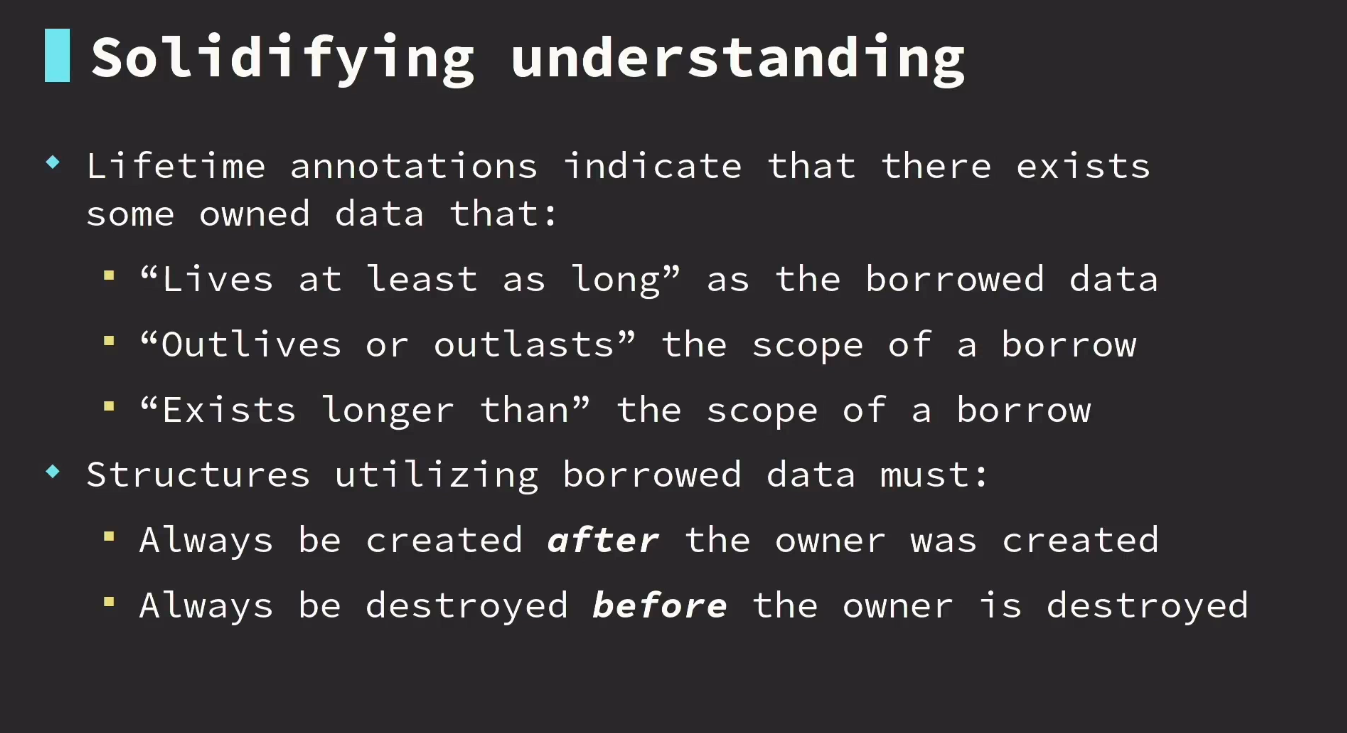 Solidifying understanding
Lifetime annotations indicate that there exists
some owned data that:
“Lives at least as long” as the borrowed data
“Outlives or outlasts” the scope of a borrow
“Exists longer than” the scope of a borrow
Structures utilizing borrowed data must:
Always be created after the owner was created
Always be destroyed before the owner is destroyed